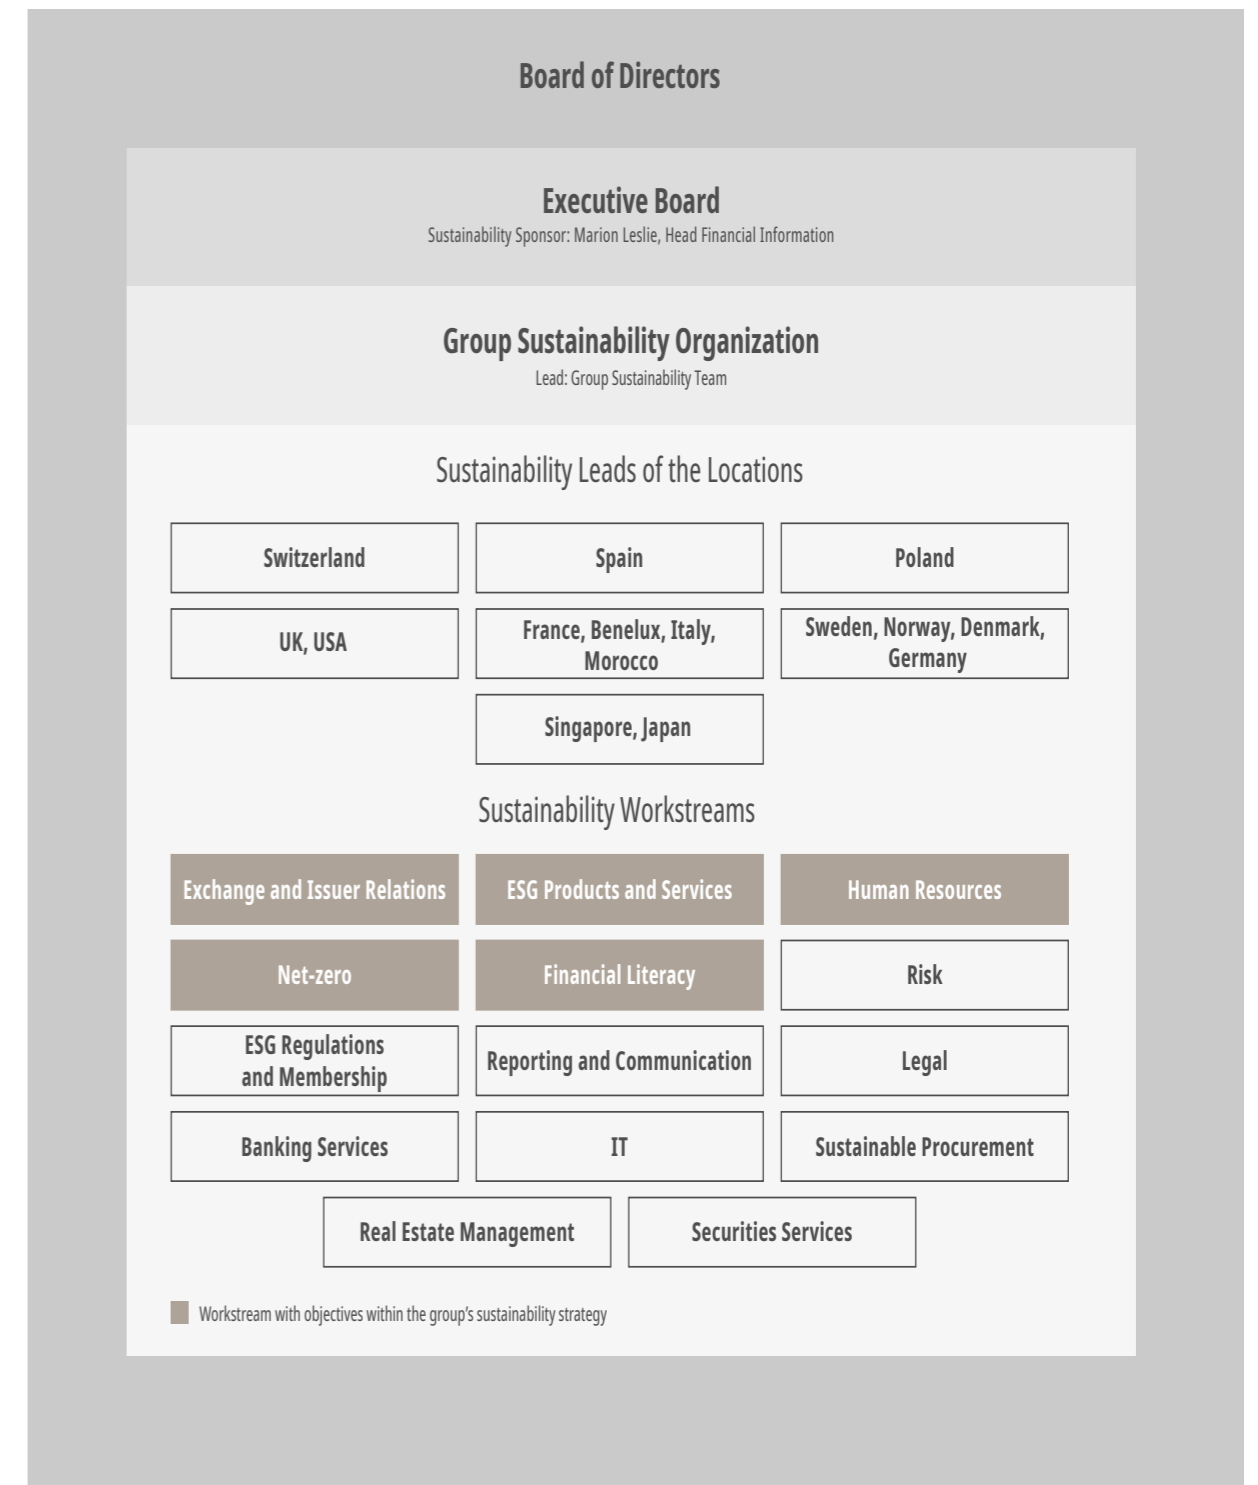 Board of Directors
Executive Board
Sustainability Sponsor: Marion Leslie, Head Financial Information
Group Sustainability Organization
Lead: Group Sustainability Team
Sustainability Leads of the Locations
Switzerland
Spain
Poland
UK, USA
France, Benelux, Italy,
Morocco
Sweden, Norway, Denmark,
Germany
Singapore, Japan
Sustainability Workstreams
Exchange and Issuer Relations
ESG Products and Services
Human Resources
Net-zero
Financial Literacy
Risk
ESG Regulations
and Membership
Reporting and Communication
Legal
Banking Services
IT
Sustainable Procurement
Real Estate Management
Securities Services
Workstream with objectives within the group’s sustainability strategy